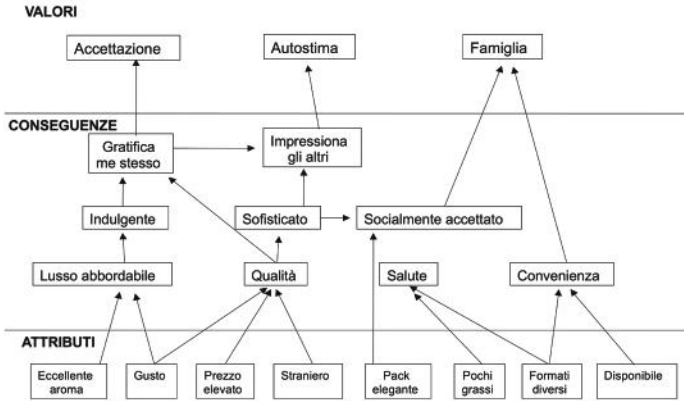 VALORI
Accettazione
Autostima
Famiglia
CONSEGUENZE
Gratifica
me stesso
Impressiona
gli altri
Indulgente
Sofisticato
Socialmente accettato
Lusso abbordabile
Qualità
Salute
Convenienza
ATTRIBUTI
Eccellente
aroma
Gusto
Prezzo
elevato
Straniero
Pack
elegante
Pochi
grassi
Formati
diversi
Disponibile